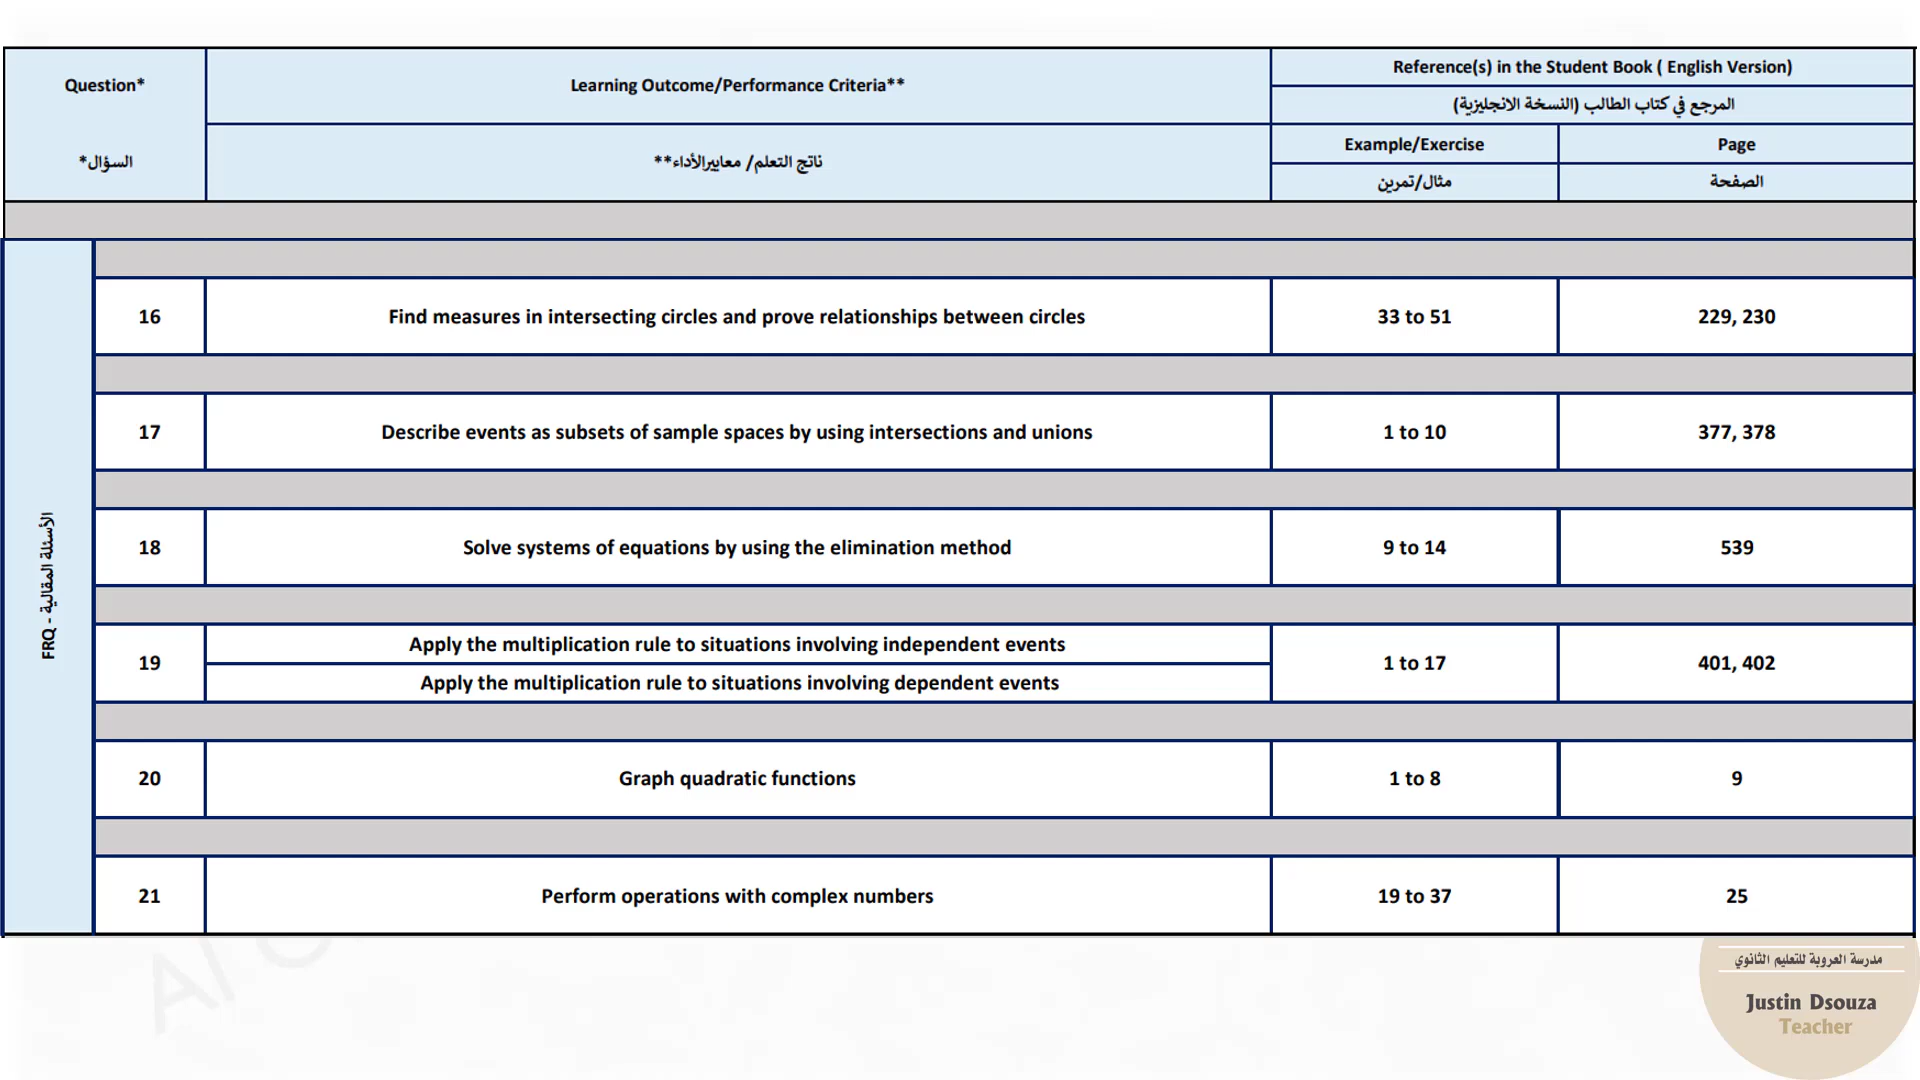 Question*
السؤال*
Learning Outcome/Performance Criteria**
ناتج التعلم/ معاييرالأداء**
Reference(s) in the Student Book ( English Version)
المرجع في كتاب الطالب (النسخة الانجليزية)
Example/Exercise
Page
مثال/تمرين
الصفحة
الأسئلة المقالية - FRQ
16
Find measures in intersecting circles and prove relationships between circles
33 to 51
229, 230
17
Describe events as subsets of sample spaces by using intersections and unions
1 to 10
377, 378
18
Solve systems of equations by using the elimination method
9 to 14
539
19
Apply the multiplication rule to situations involving independent events
Apply the multiplication rule to situations involving dependent events
1 to 17
401, 402
20
Graph quadratic functions
1 to 8
9
21
Perform operations with complex numbers
19 to 37
25
مدرسة العروبة للتعليم الثانوي
Justin Dsouza
Teacher